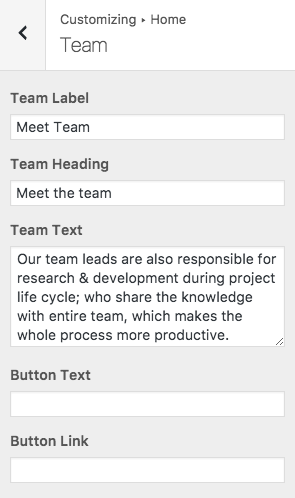 Customizing ▸ Home
Team
Team Label
Meet Team
Team Heading
Meet the team
Team Text
Our team leads are also responsible for
research & development during project
life cycle; who share the knowledge
with entire team, which makes the
whole process more productive.
Button Text
Button Link